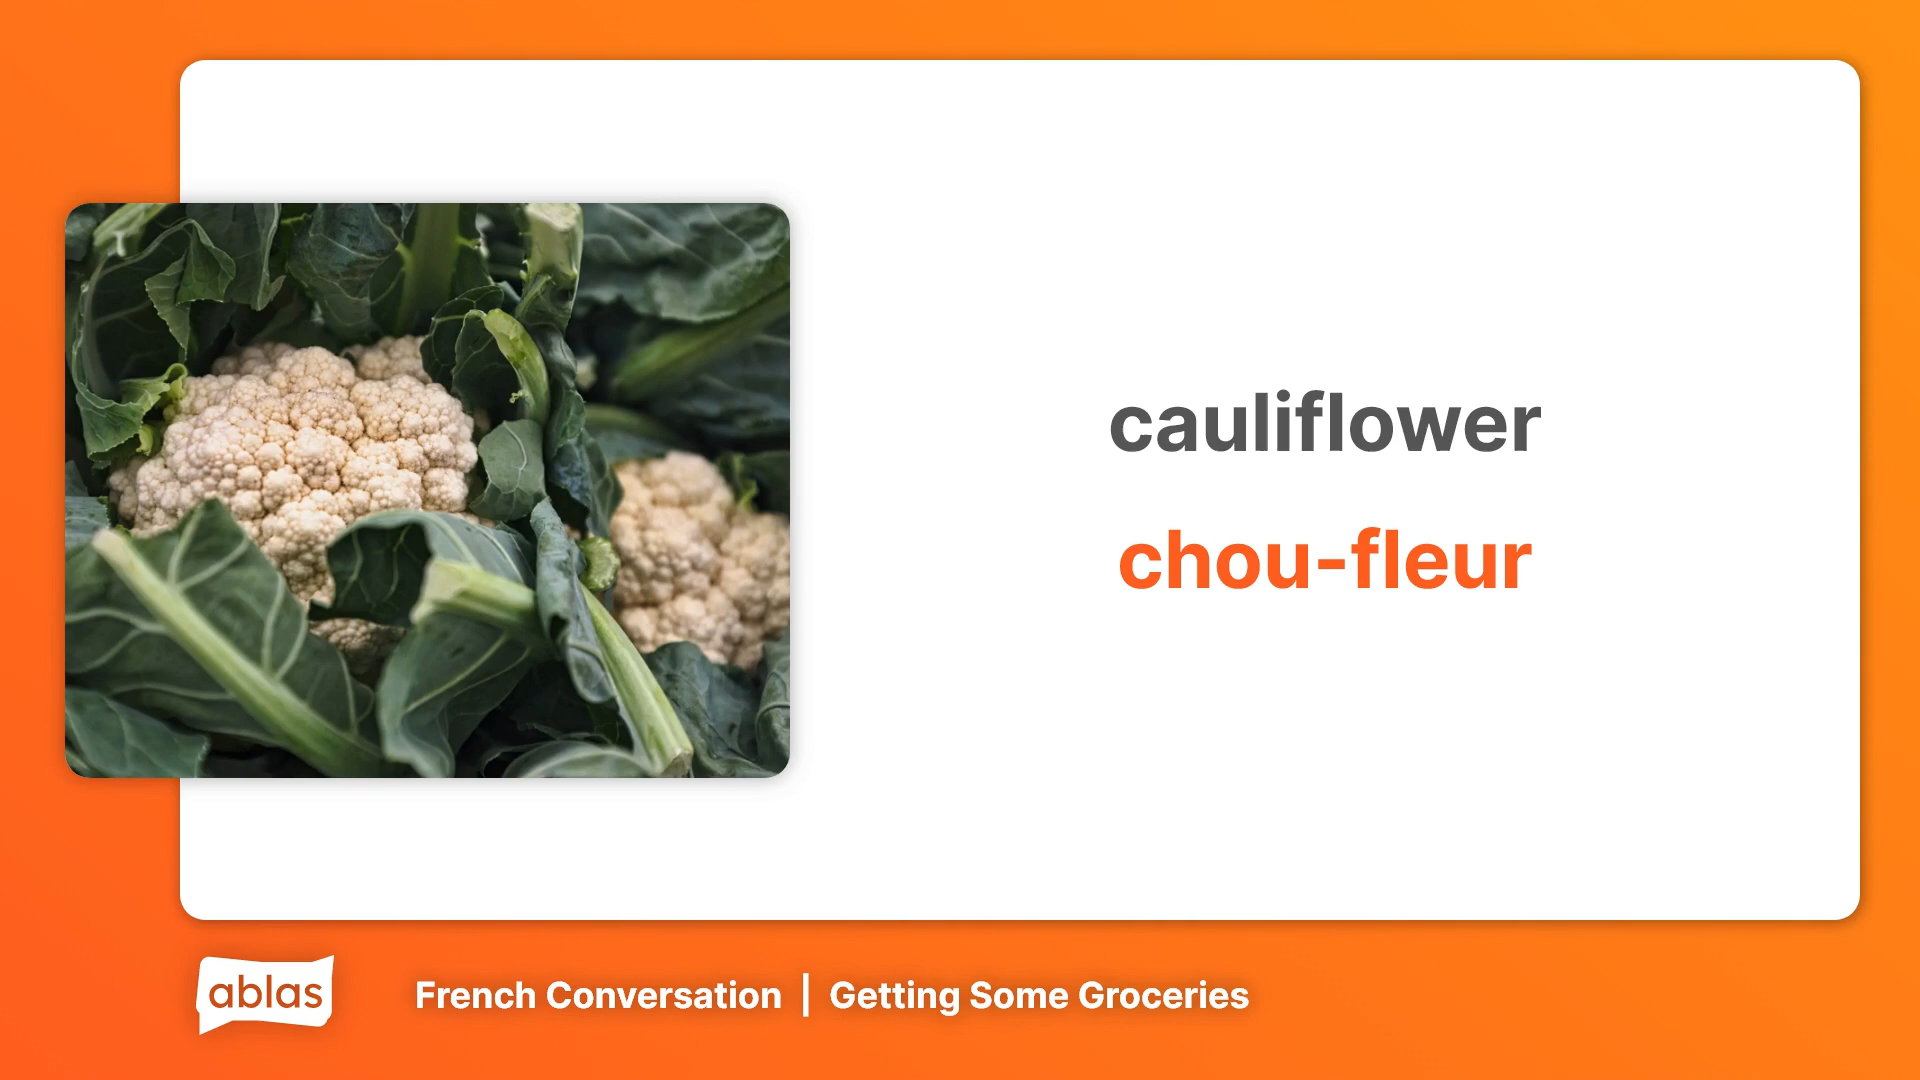 cauliflower
chou-fleur
ablas
French Conversation | Getting Some Groceries